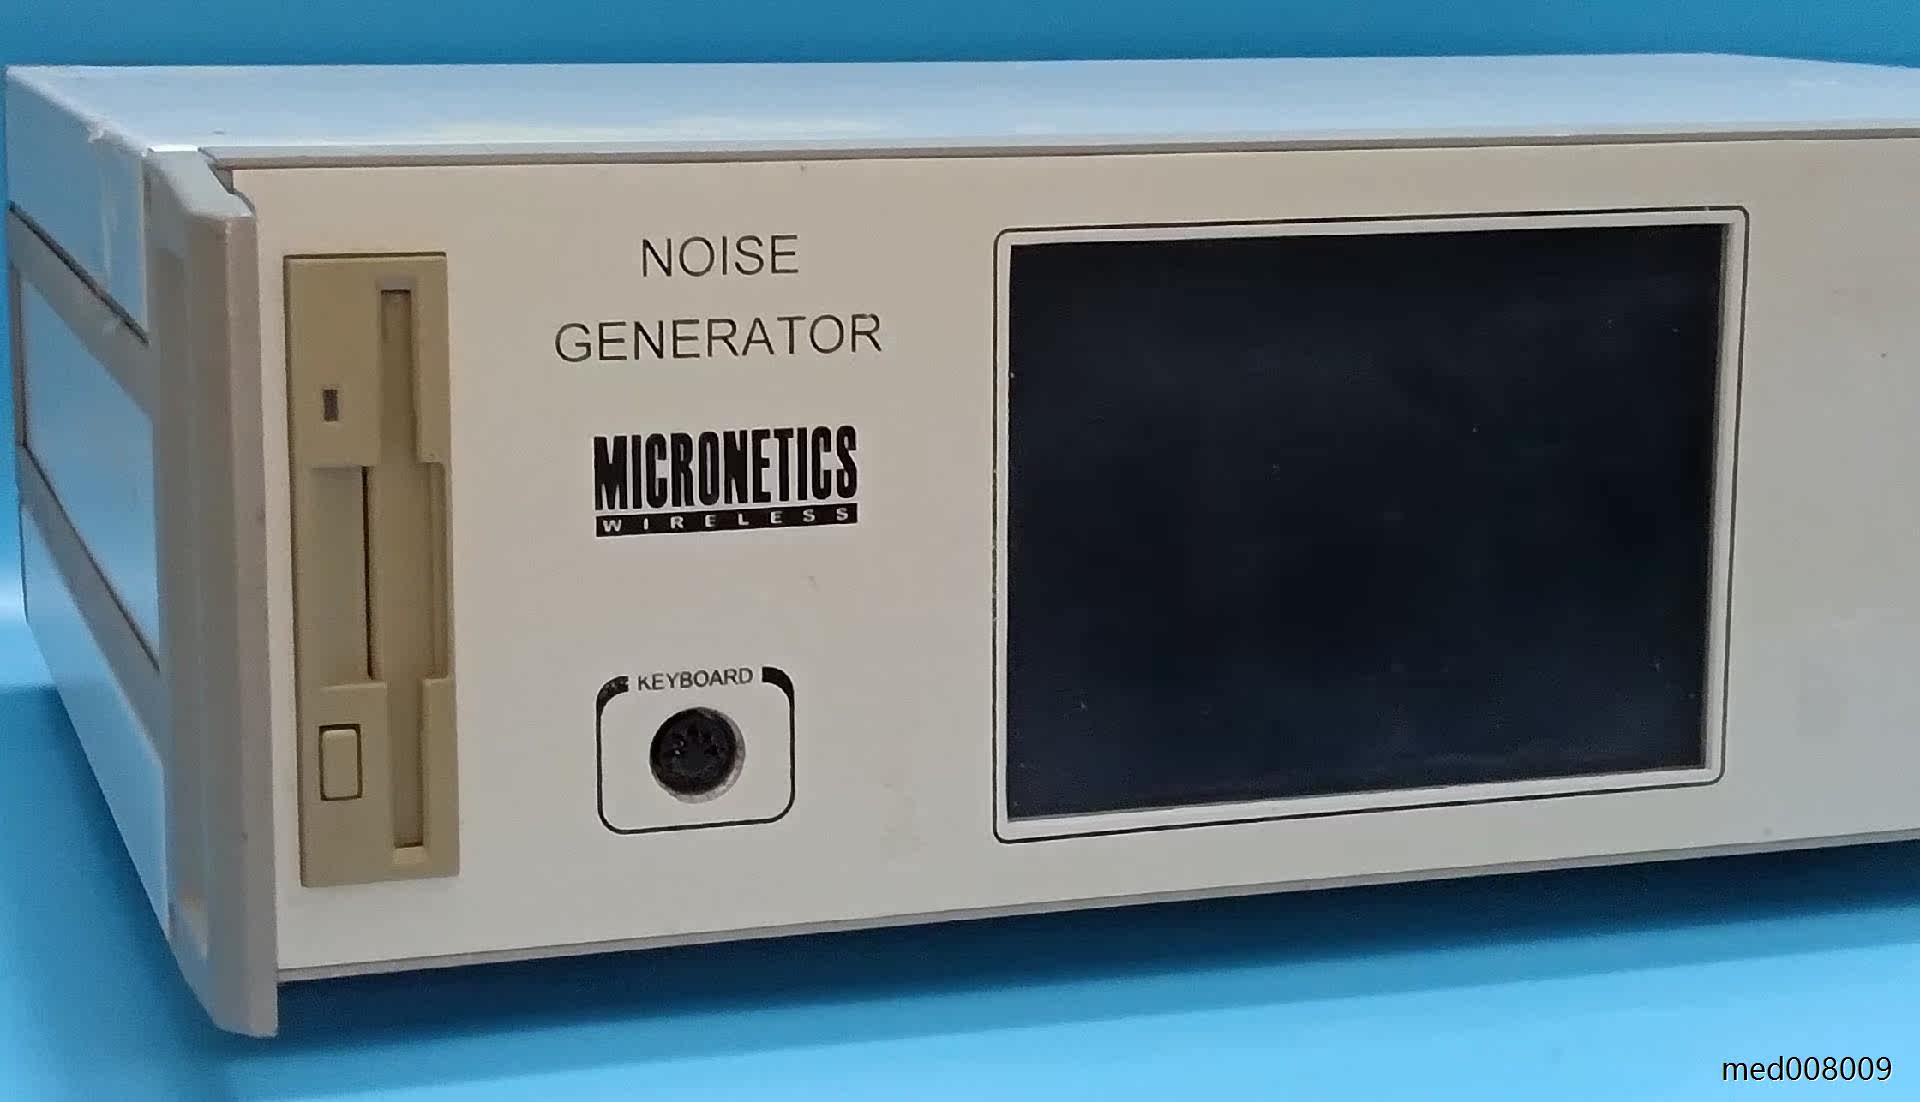 NOISE
GENERATOR
MICRONETICS
WIRELESS
KEYBOARD
med008009